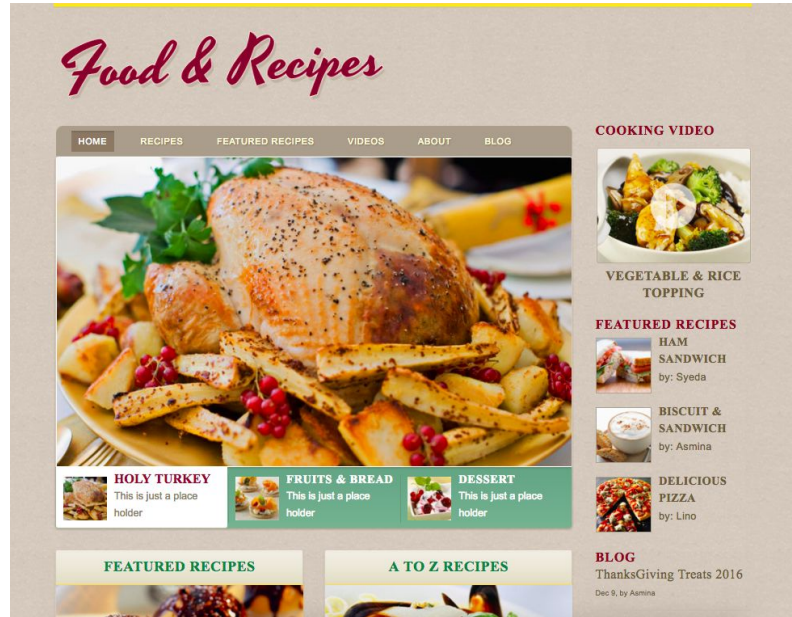 Food & Recipes
HOME RECIPES FEATURED RECIPES VIDEOS ABOUT BLOG
HOLY TURKEY
This is just a place
holder
FRUITS & BREAD
This is just a place
holder
DESSERT
This is just a place
holder
FEATURED RECIPES
A TO Z RECIPES
COOKING VIDEO
VEGETABLE & RICE
TOPPING
FEATURED RECIPES
HAM
SANDWICH
by: Syeda
BISCUIT &
SANDWICH
by: Asmina
DELICIOUS
PIZZA
by: Lino
BLOG
ThanksGiving Treats 2016
Dec 9, by Asmina